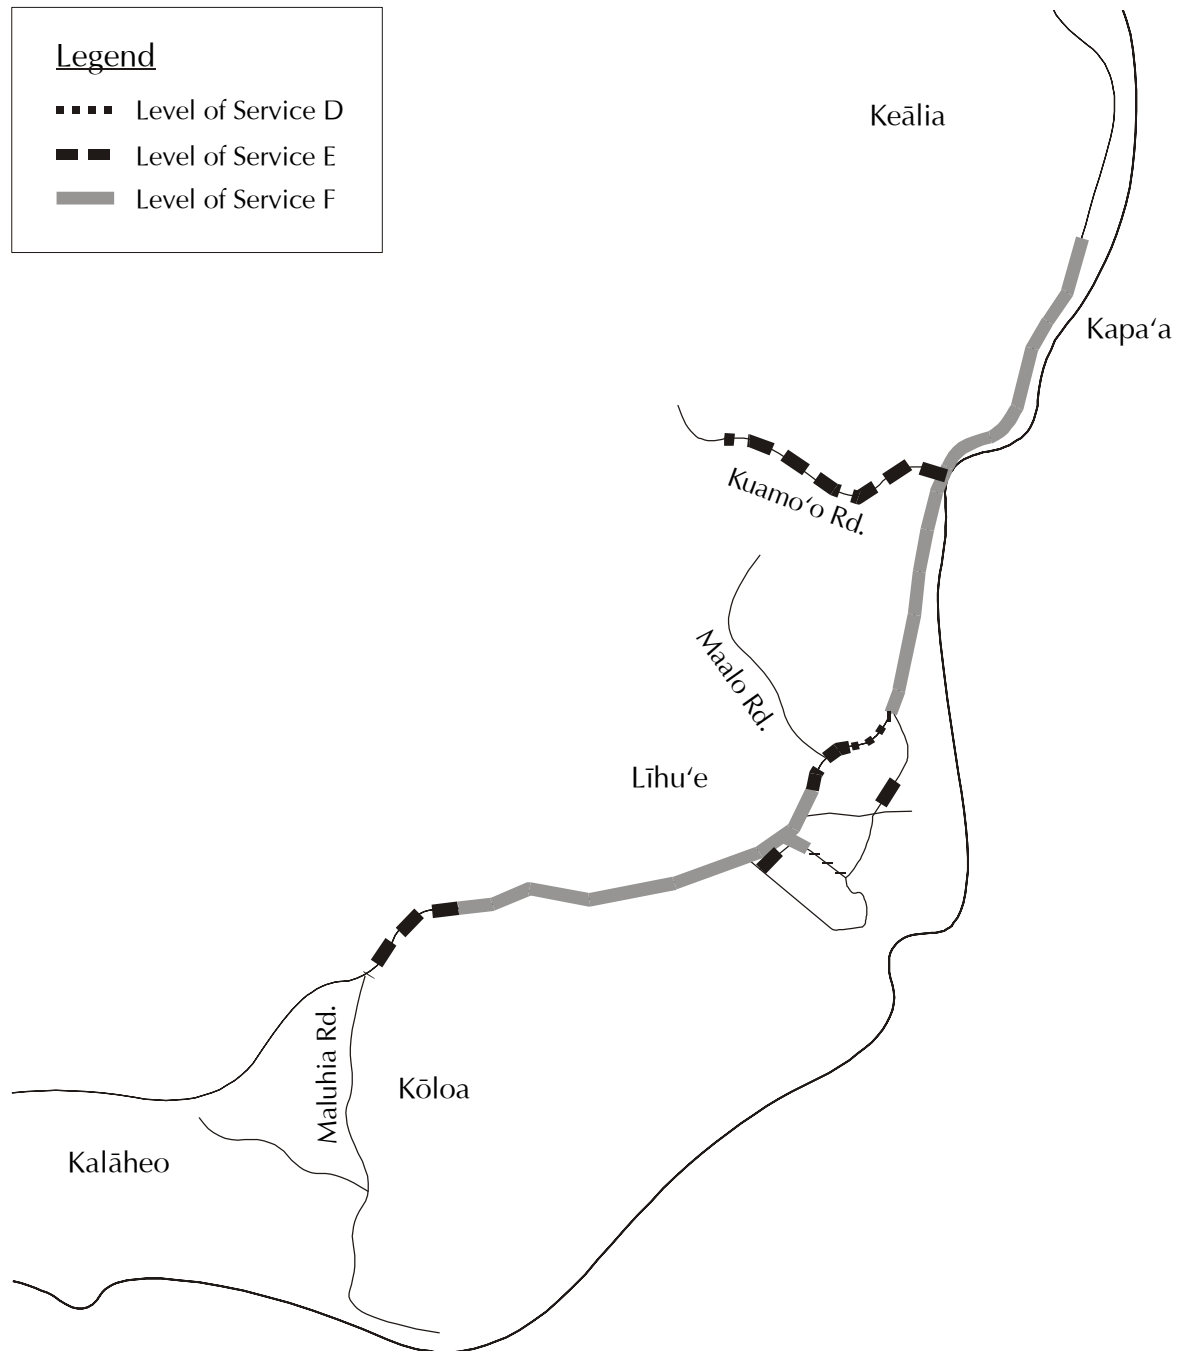 Legend
Level of Service D
Level of Service E
Level of Service F
Keālia
Kapaʻa
Kuamoʻo Rd.
Maalo Rd.
Līhuʻe
Maluhia Rd.
Kōloa
Kalāheo